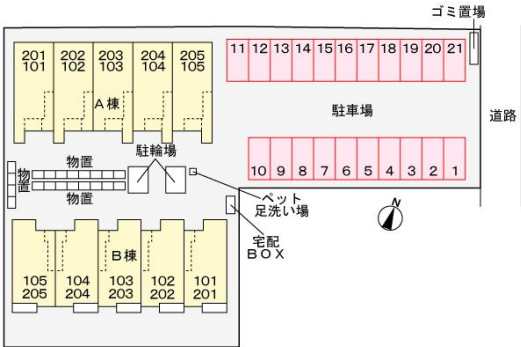 ゴミ置場
201 202 203 204 205
101 102 103 104 105
A棟
11 12 13 14 15 16 17 18 19 20 21
駐車場
道路
駐輪場
物置
物置
物置
10 9 8 7 6 5 4 3 2 1
ペット
足洗い場
N
宅配
BOX
B棟
105 104 103 102 101
205 204 203 202 201